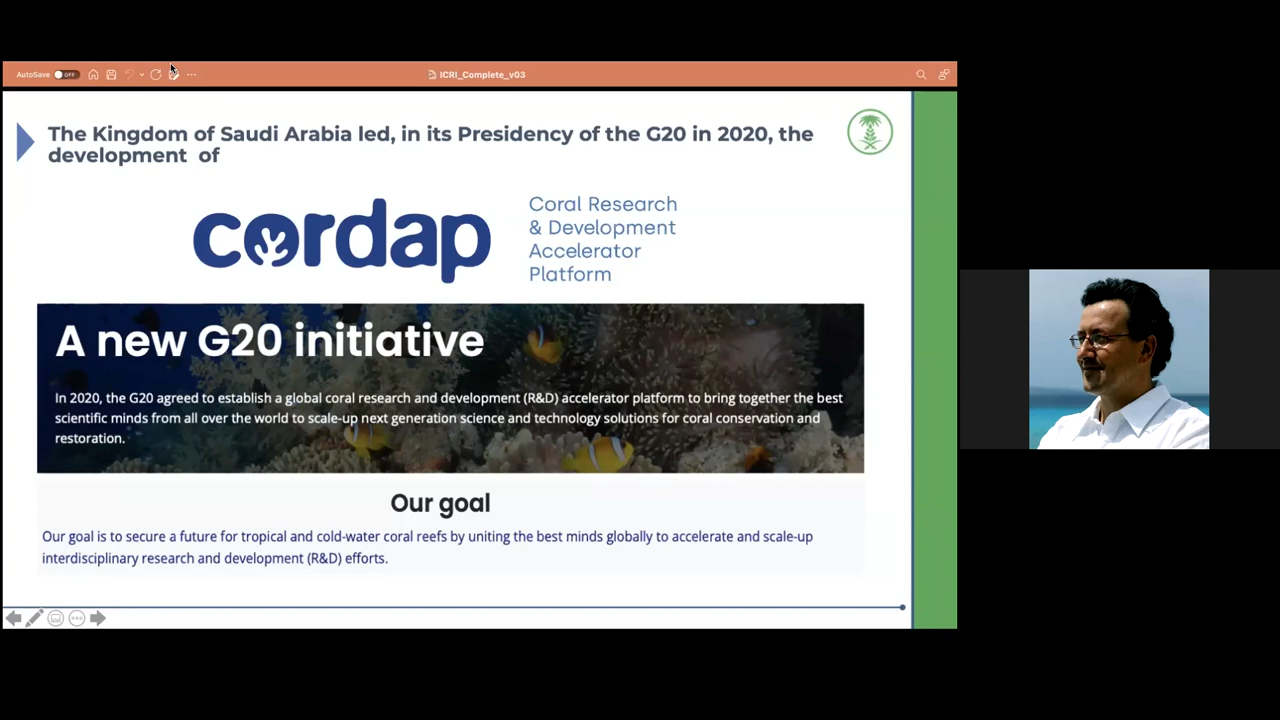 AutoSave OFF
ICRI_Complete_v03
The Kingdom of Saudi Arabia led, in its Presidency of the G20 in 2020, the
development of
cordap
Coral Research
& Development
Accelerator
Platform
A new G20 initiative
In 2020, the G20 agreed to establish a global coral research and development (R&D) accelerator platform to bring together the best
scientific minds from all over the world to scale-up next generation science and technology solutions for coral conservation and
restoration.
Our goal
Our goal is to secure a future for tropical and cold-water coral reefs by uniting the best minds globally to accelerate and scale-up
interdisciplinary research and development (R&D) efforts.